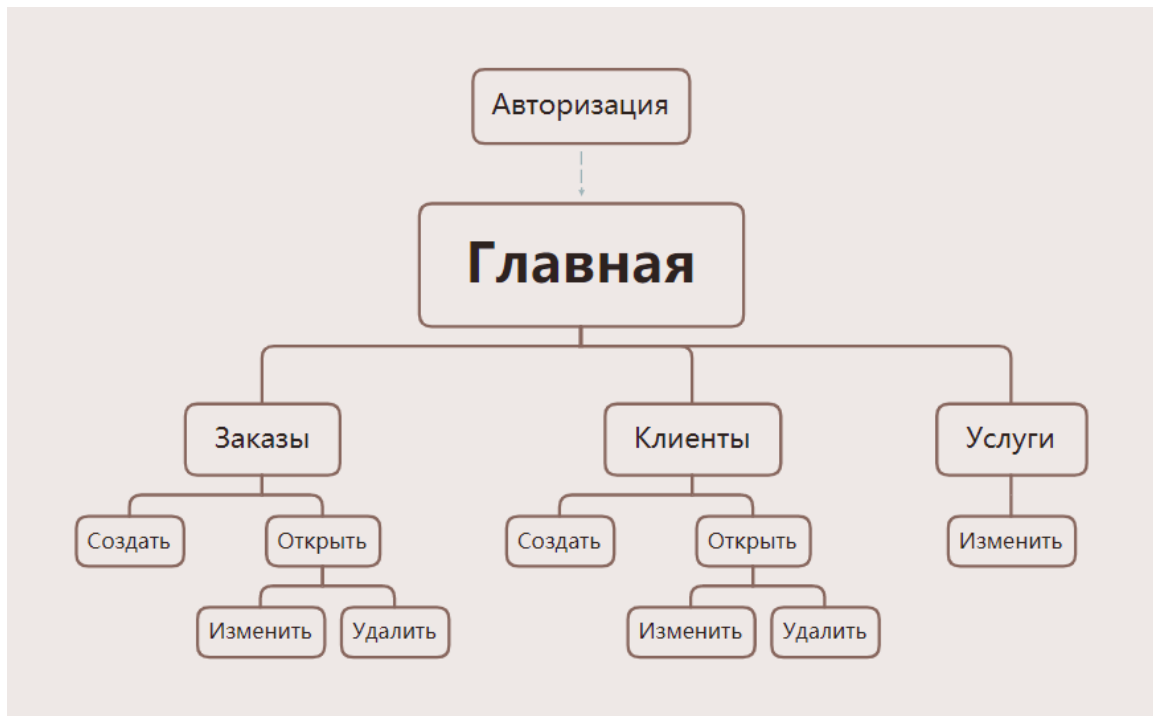 Авторизация
Главная
Заказы
Клиенты
Услуги
Создать
Открыть
Создать
Открыть
Изменить
Изменить
Удалить
Изменить
Удалить